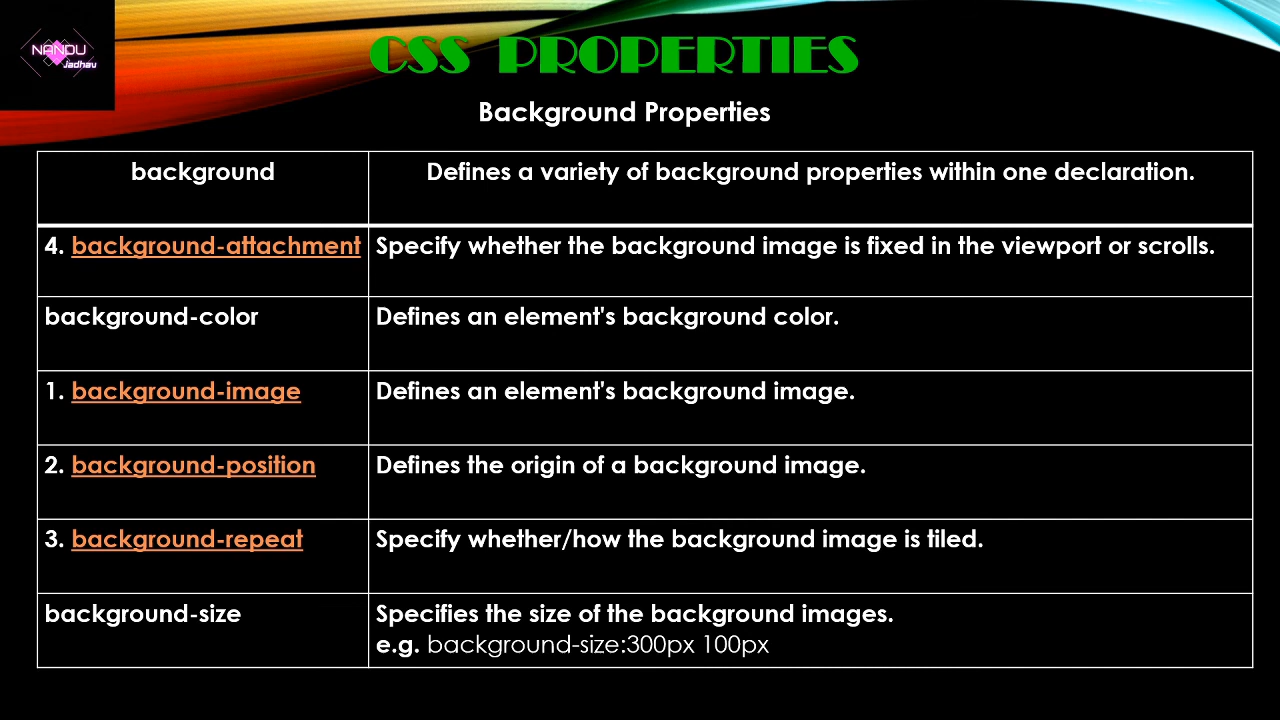 NANDU
Jadhav
CSS PROPERTIES
Background Properties
background
Defines a variety of background properties within one declaration.
4. background-attachment
Specify whether the background image is fixed in the viewport or scrolls.
background-color
Defines an element's background color.
1. background-image
Defines an element's background image.
2. background-position
Defines the origin of a background image.
3. background-repeat
Specify whether/how the background image is tiled.
background-size
Specifies the size of the background images.
e.g. background-size:300px 100px